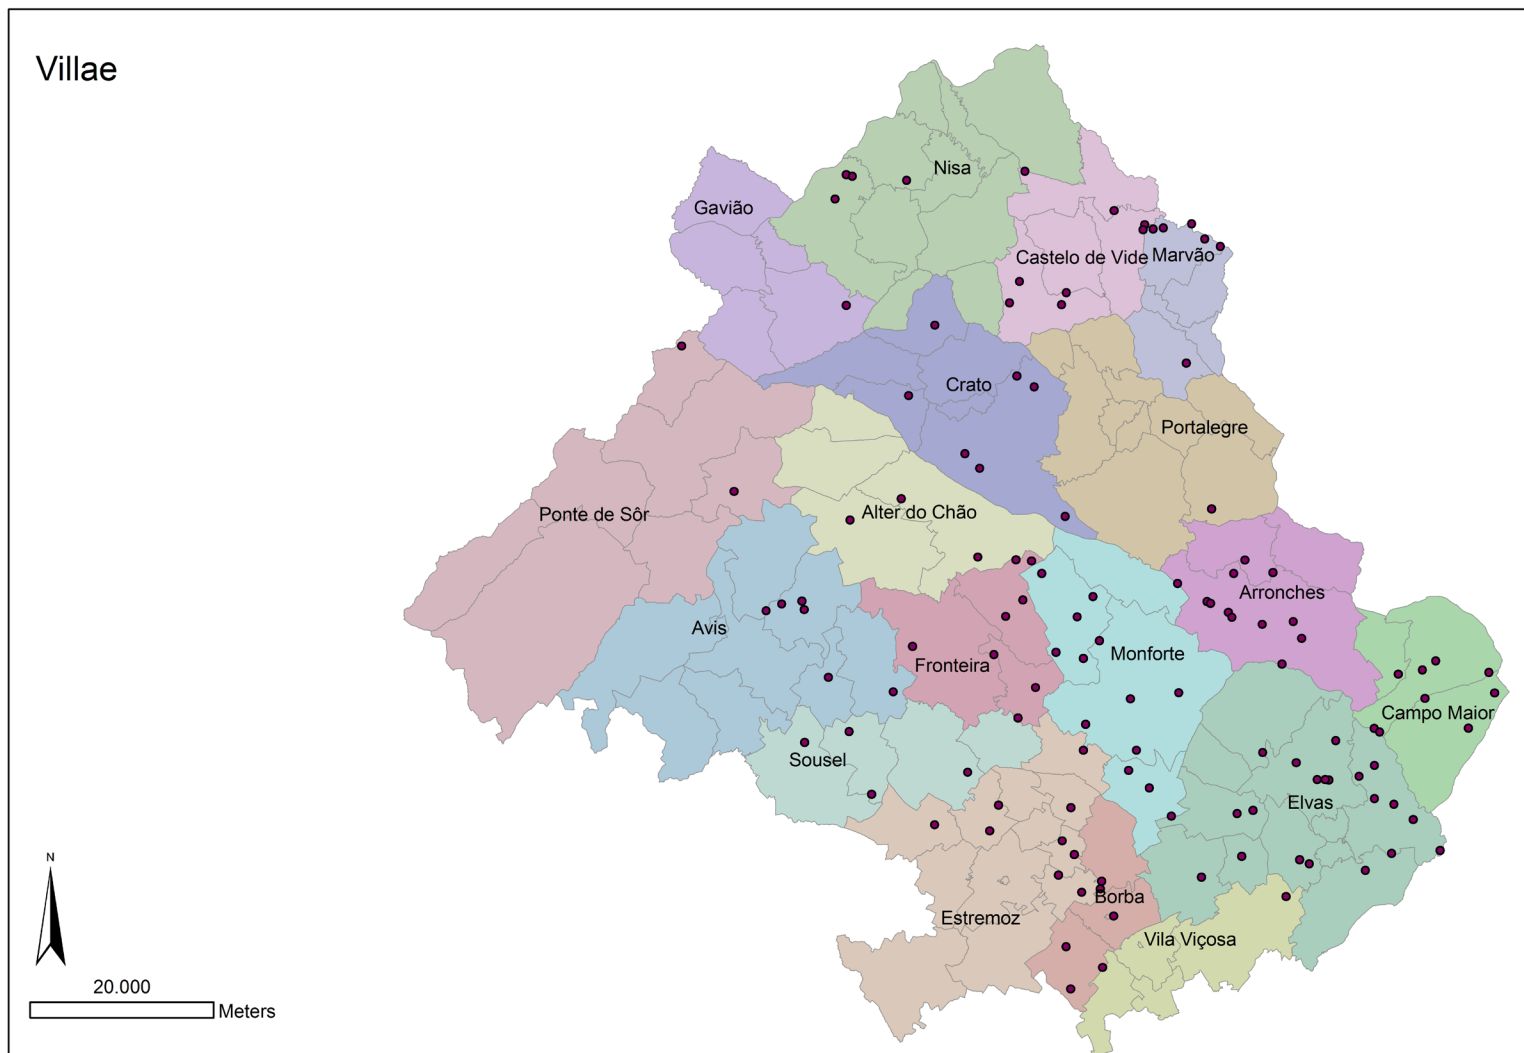 Villae
Nisa
Gavião
Castelo de Vide
Marvão
Crato
Portalegre
Ponte de Sôr
Alter do Chão
Arronches
Avis
Monforte
Fronteira
Campo Maior
Sousel
Elvas
Borba
Estremoz
Vila Viçosa
N
20.000
Meters